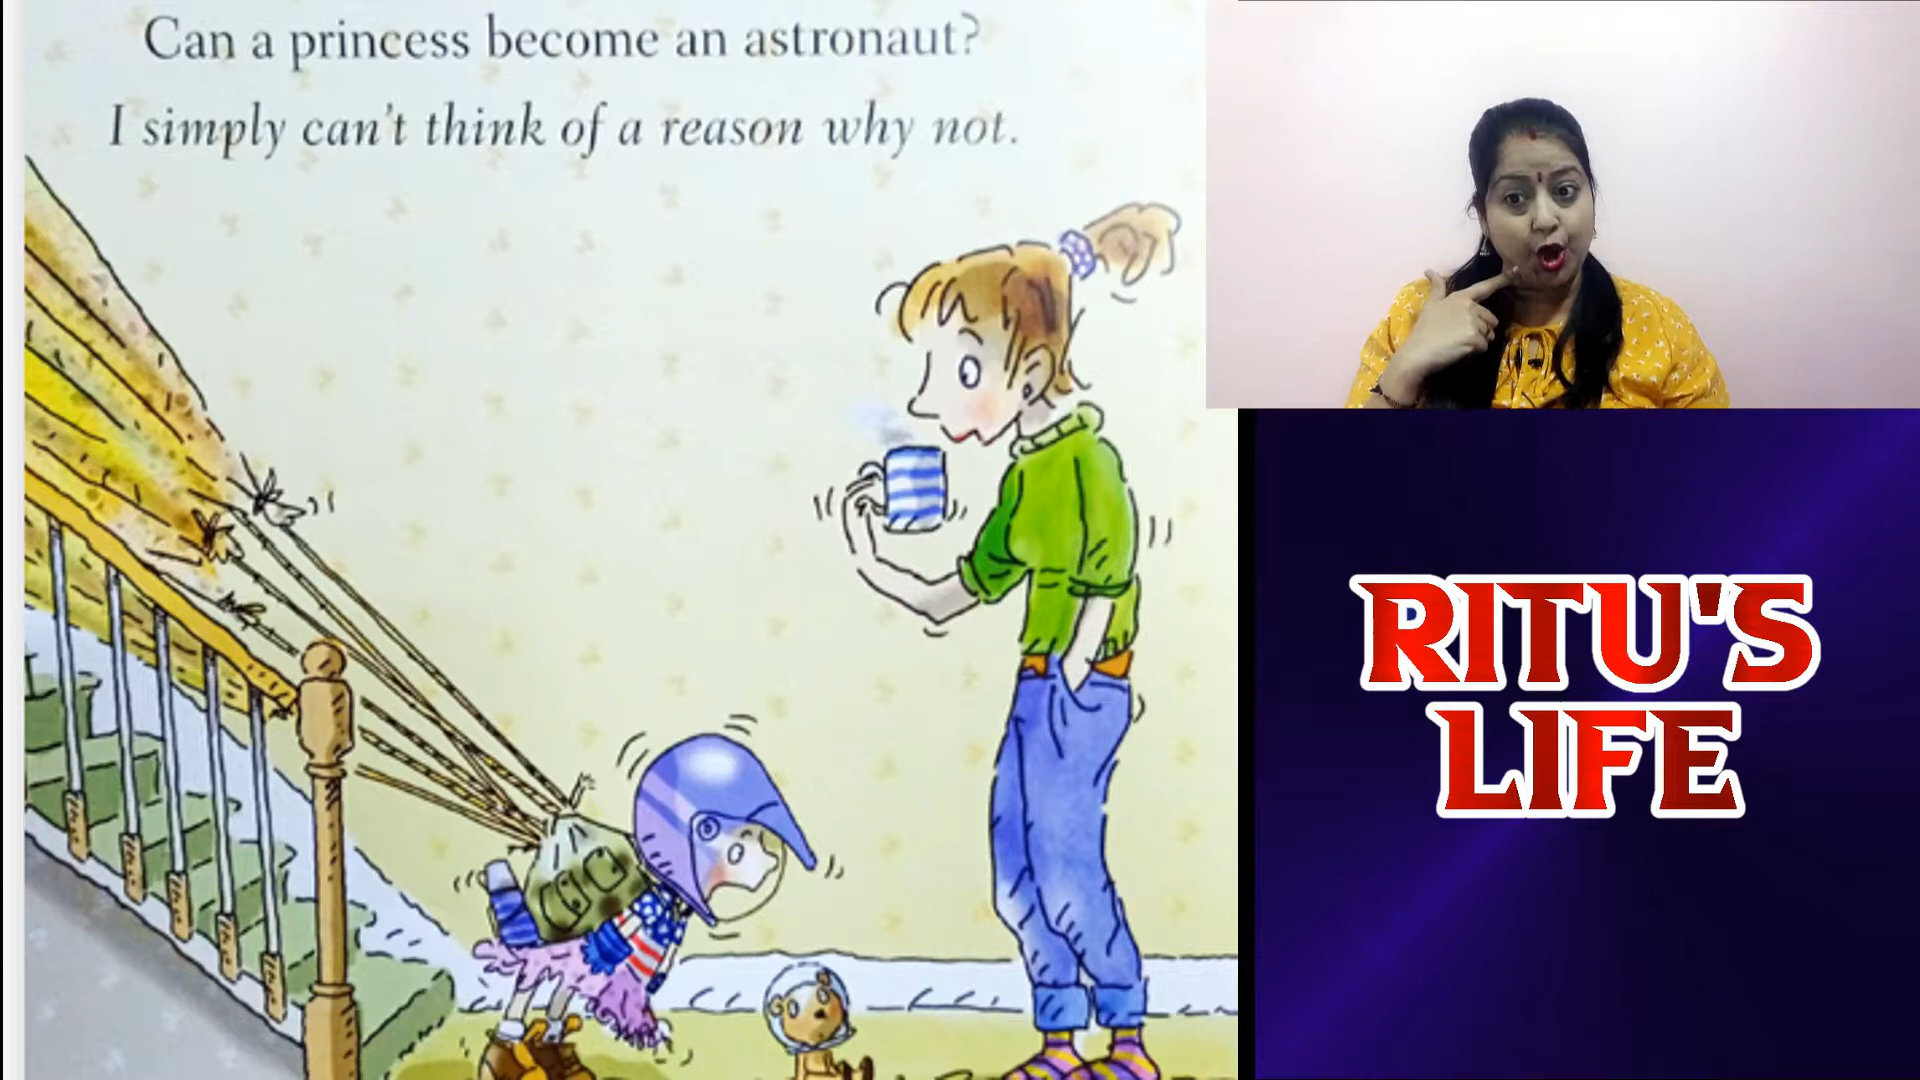 Can a princess become an astronaut?
I simply can't think of a reason why not.
RITU'S
LIFE